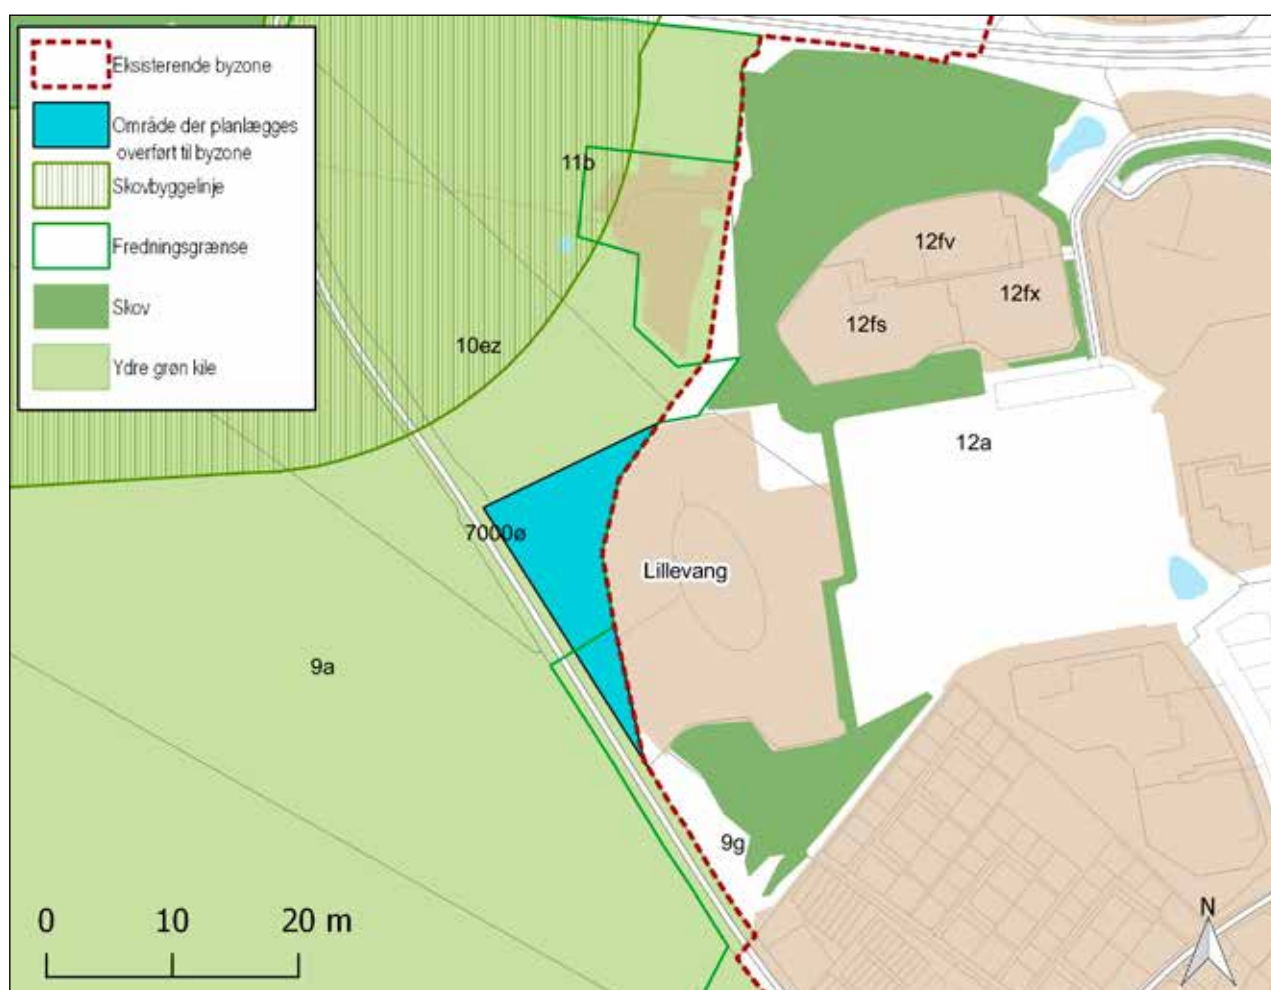 Eksisterende byzone
Område der planlægges
overført til byzone
Skovbyggelinje
Fredningsgrænse
Skov
Ydre grøn kile
11b
12fv
12fx
12fs
10ez
12a
7000ø
Lillevang
9a
9g
0 10 20 m
N